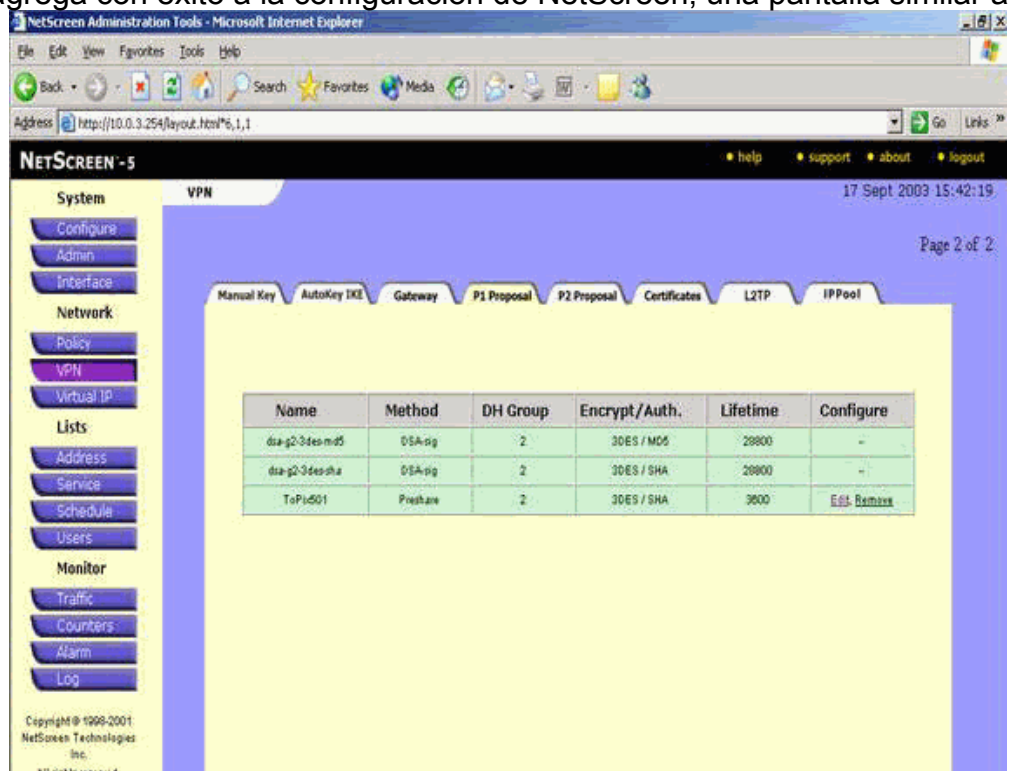 agrega con éxito a la configuración de NetScreen, una pantalla similar a
NetScreen Administration Tools - Microsoft Internet Explorer
File Edit View Favorites Tools Help
Back Search Favorites Media
Address http://10.0.3.254/layout.html*6,1,1 Go Links »
NETSCREEN-5 help support about logout
System
VPN
17 Sept 2003 15:42:19
Configure
Admin
Page 2 of 2
Interface
Manual Key AutoKey IKE Gateway P1 Proposal P2 Proposal Certificates L2TP IPPool
Network
Policy
VPN
Virtual IP
Name Method DH Group Encrypt/Auth. Lifetime Configure
dsa-g2-3des-md5 DSA-sig 2 3DES / MD5 28800 -
dsa-g2-3des-sha DSA-sig 2 3DES / SHA 28800 -
ToPix501 Preshare 2 3DES / SHA 3600 Edit, Remove
Lists
Address
Service
Schedule
Users
Monitor
Traffic
Counters
Alarm
Log
Copyright © 1998-2001
NetScreen Technologies
Inc.